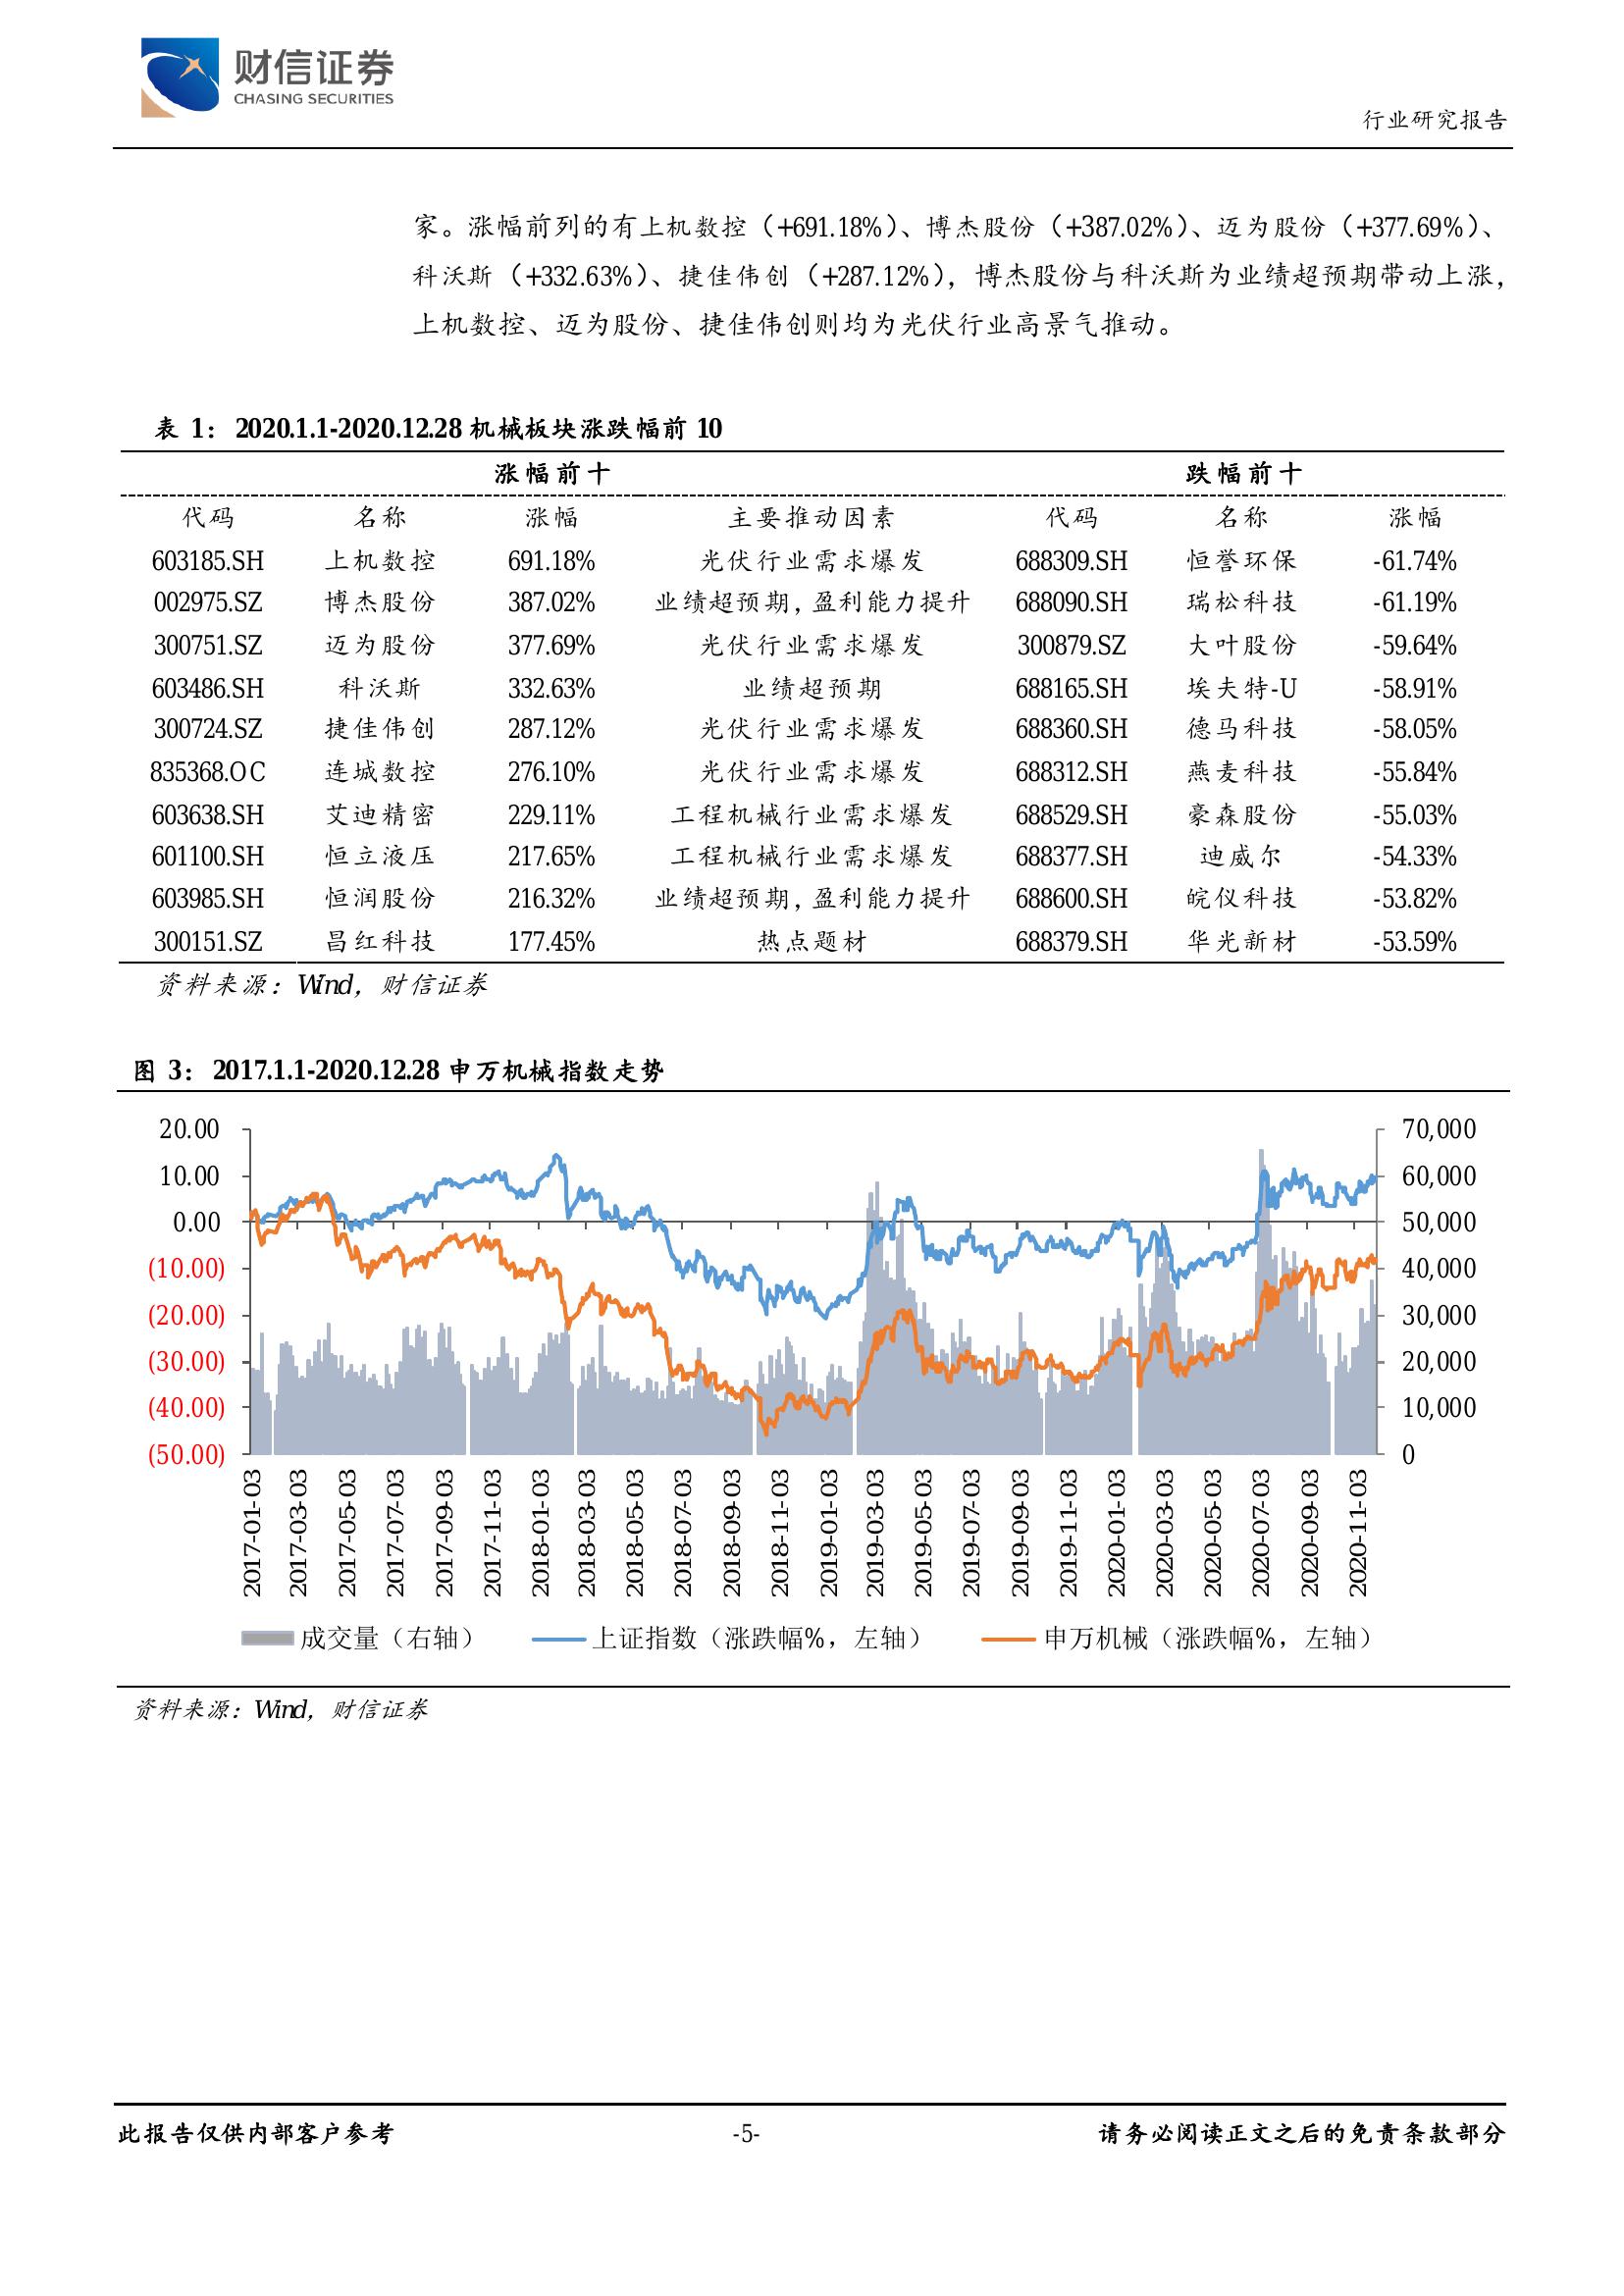 财信证券
CHASING SECURITIES
行业研究报告
家。涨幅前列的有上机数控（+691.18%）、博杰股份（+387.02%）、迈为股份（+377.69%）、
科沃斯（+332.63%）、捷佳伟创（+287.12%），博杰股份与科沃斯为业绩超预期带动上涨，
上机数控、迈为股份、捷佳伟创则均为光伏行业高景气推动。
表 1：2020.1.1-2020.12.28 机械板块涨跌幅前 10
涨幅前十 跌幅前十
代码 名称 涨幅 主要推动因素 代码 名称 涨幅
603185.SH 上机数控 691.18% 光伏行业需求爆发 688309.SH 恒誉环保 -61.74%
002975.SZ 博杰股份 387.02% 业绩超预期，盈利能力提升 688090.SH 瑞松科技 -61.19%
300751.SZ 迈为股份 377.69% 光伏行业需求爆发 300879.SZ 大叶股份 -59.64%
603486.SH 科沃斯 332.63% 业绩超预期 688165.SH 埃夫特-U -58.91%
300724.SZ 捷佳伟创 287.12% 光伏行业需求爆发 688360.SH 德马科技 -58.05%
835368.OC 连城数控 276.10% 光伏行业需求爆发 688312.SH 燕麦科技 -55.84%
603638.SH 艾迪精密 229.11% 工程机械行业需求爆发 688529.SH 豪森股份 -55.03%
601100.SH 恒立液压 217.65% 工程机械行业需求爆发 688377.SH 迪威尔 -54.33%
603985.SH 恒润股份 216.32% 业绩超预期，盈利能力提升 688600.SH 皖仪科技 -53.82%
300151.SZ 昌红科技 177.45% 热点题材 688379.SH 华光新材 -53.59%
资料来源：Wind，财信证券
图 3：2017.1.1-2020.12.28 申万机械指数走势
20.00 70,000
10.00 60,000
0.00 50,000
(10.00) 40,000
(20.00) 30,000
(30.00) 20,000
(40.00) 10,000
(50.00) 0
2017-01-03 2017-03-03 2017-05-03 2017-07-03 2017-09-03 2017-11-03 2018-01-03 2018-03-03 2018-05-03 2018-07-03 2018-09-03 2018-11-03 2019-01-03 2019-03-03 2019-05-03 2019-07-03 2019-09-03 2019-11-03 2020-01-03 2020-03-03 2020-05-03 2020-07-03 2020-09-03 2020-11-03
成交量（右轴） 上证指数（涨跌幅%，左轴） 申万机械（涨跌幅%，左轴）
资料来源：Wind，财信证券
此报告仅供内部客户参考 -5- 请务必阅读正文之后的免责条款部分